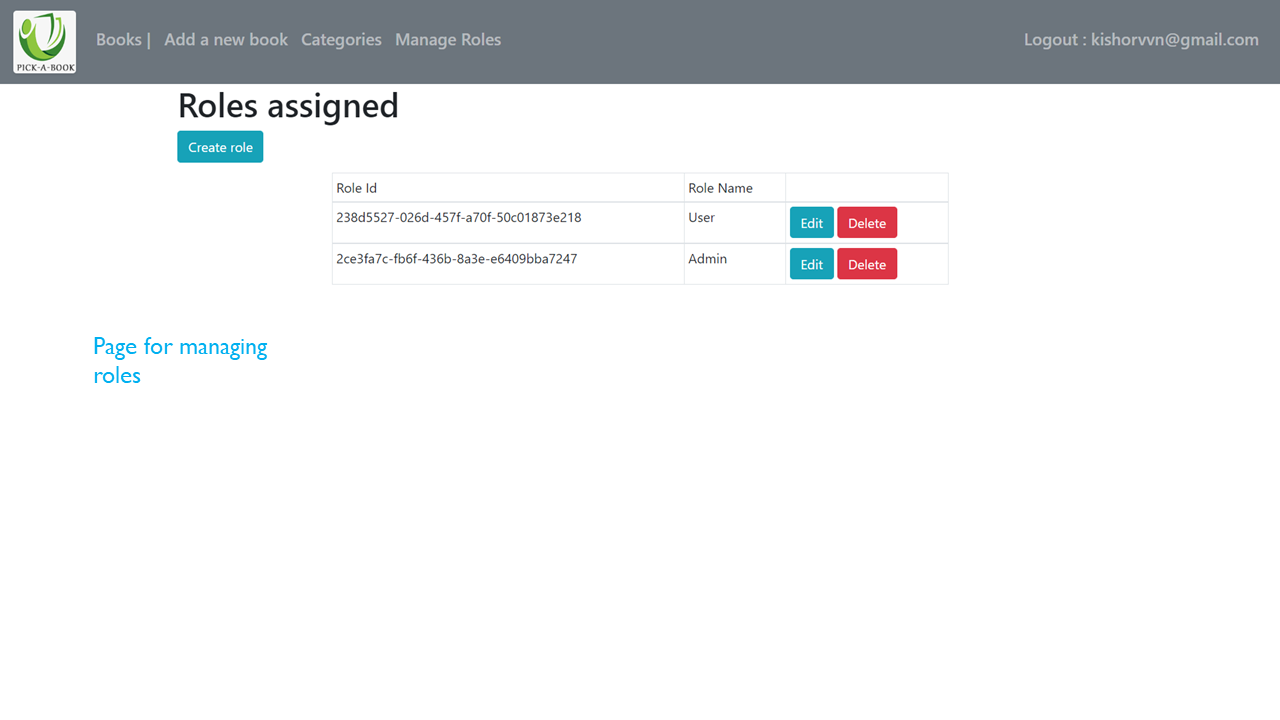 PICK-A-BOOK
Books | Add a new book Categories Manage Roles Logout : kishorvvn@gmail.com
Roles assigned
Create role
Role Id Role Name
238d5527-026d-457f-a70f-50c01873e218 User Edit Delete
2ce3fa7c-fb6f-436b-8a3e-e6409bba7247 Admin Edit Delete
Page for managing
roles